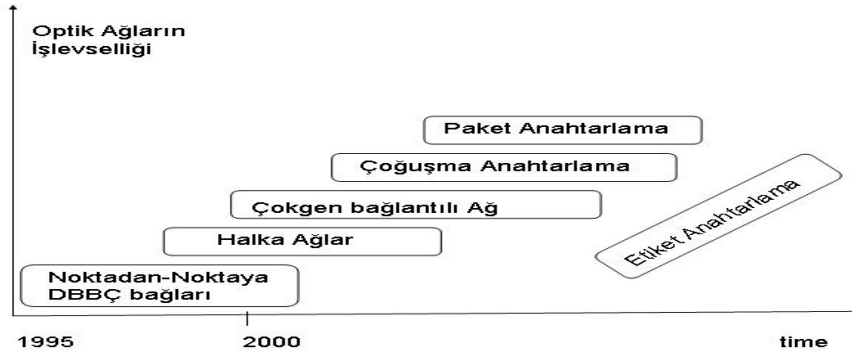 Optik Ağların
İşlevselliği
Paket Anahtarlama
Çoğuşma Anahtarlama
Çokgen bağlantılı Ağ
Halka Ağlar
Etiket Anahtarlama
Noktadan-Noktaya
DBBÇ bağları
1995
2000
time